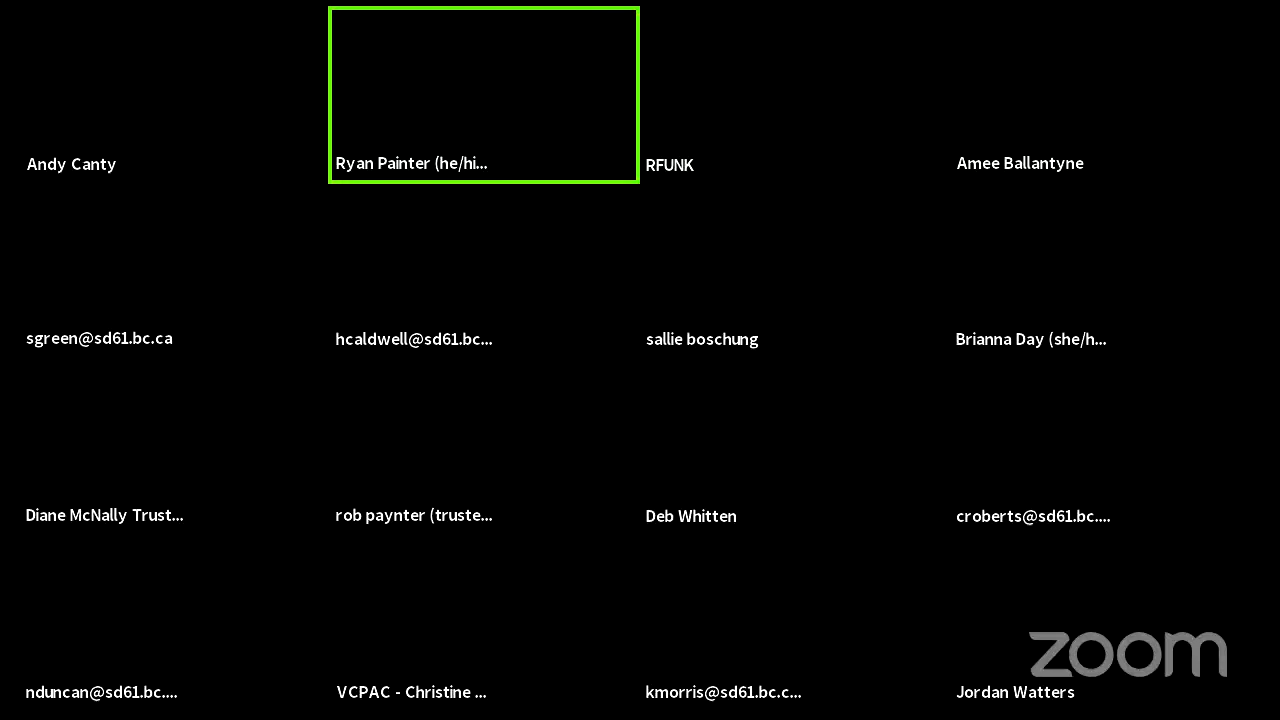 Andy Canty
Ryan Painter (he/hi...
RFUNK
Amee Ballantyne
sgreen@sd61.bc.ca
hcaldwell@sd61.bc...
sallie boschung
Brianna Day (she/h...
Diane McNally Trust...
rob paynter (truste...
Deb Whitten
croberts@sd61.bc....
nduncan@sd61.bc....
VCPAC - Christine ...
kmorris@sd61.bc.c...
Jordan Watters
zoom